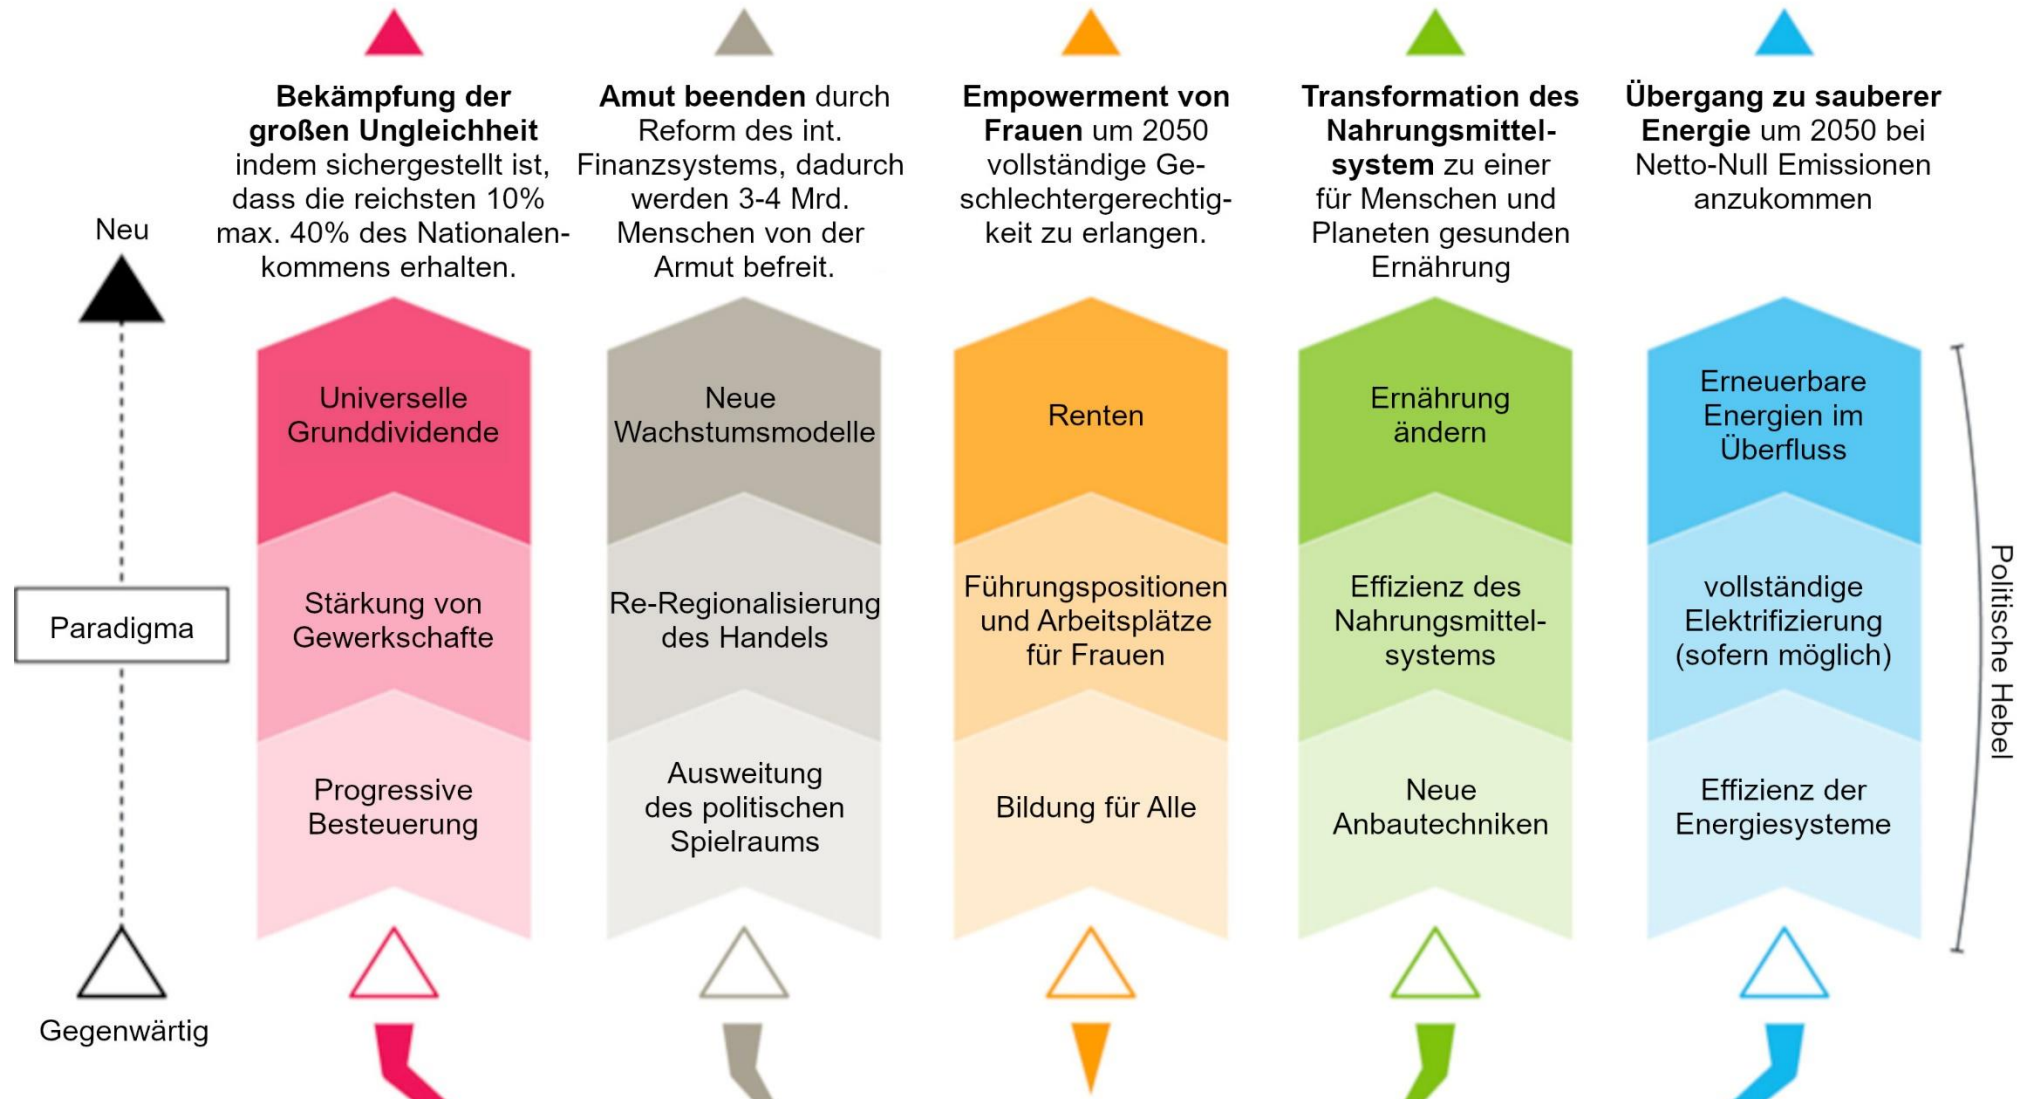 Bekämpfung der
großen Ungleichheit
indem sichergestellt ist,
dass die reichsten 10%
max. 40% des Nationalen-
kommens erhalten.
Amut beenden durch
Reform des int.
Finanzsystems, dadurch
werden 3-4 Mrd.
Menschen von der
Armut befreit.
Empowerment von
Frauen um 2050
vollständige Ge-
schlechtergerechtig-
keit zu erlangen.
Transformation des
Nahrungsmittel-
system zu einer
für Menschen und
Planeten gesunden
Ernährung
Übergang zu sauberer
Energie um 2050 bei
Netto-Null Emissionen
anzukommen
Neu
Paradigma
Gegenwärtig
Universelle
Grunddividende
Stärkung von
Gewerkschafte
Progressive
Besteuerung
Neue
Wachstumsmodelle
Re-Regionalisierung
des Handels
Ausweitung
des politischen
Spielraums
Renten
Führungspositionen
und Arbeitsplätze
für Frauen
Bildung für Alle
Ernährung
ändern
Effizienz des
Nahrungsmittel-
systems
Neue
Anbautechniken
Erneuerbare
Energien im
Überfluss
vollständige
Elektrifizierung
(sofern möglich)
Effizienz der
Energiesysteme
Politische Hebel